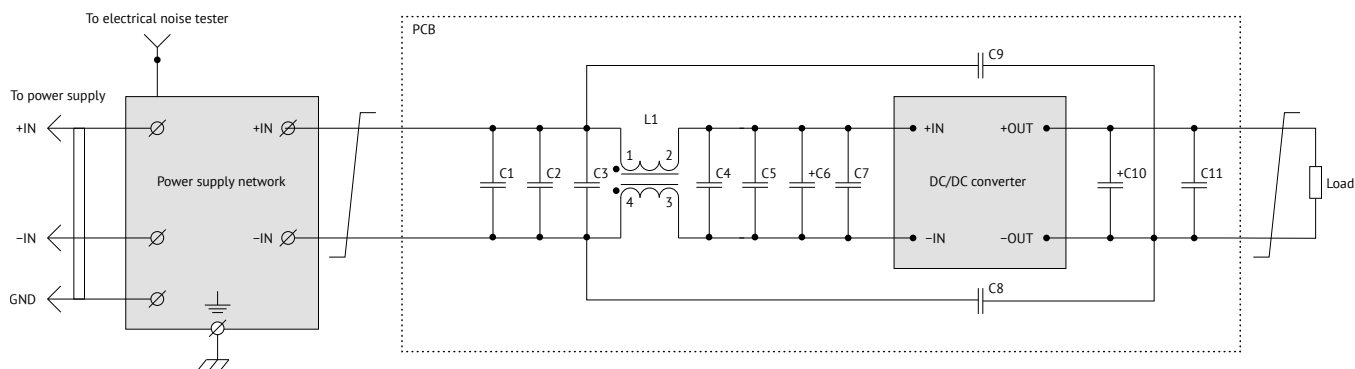 To electrical noise tester
PCB
C9
To power supply
L1
+IN
+IN
1 2
+IN
+OUT
Power supply network
C1
C2
C3
C4
C5
+C6
C7
DC/DC converter
+C10
C11
Load
4 3
−IN
−IN
−IN
−OUT
C8
GND